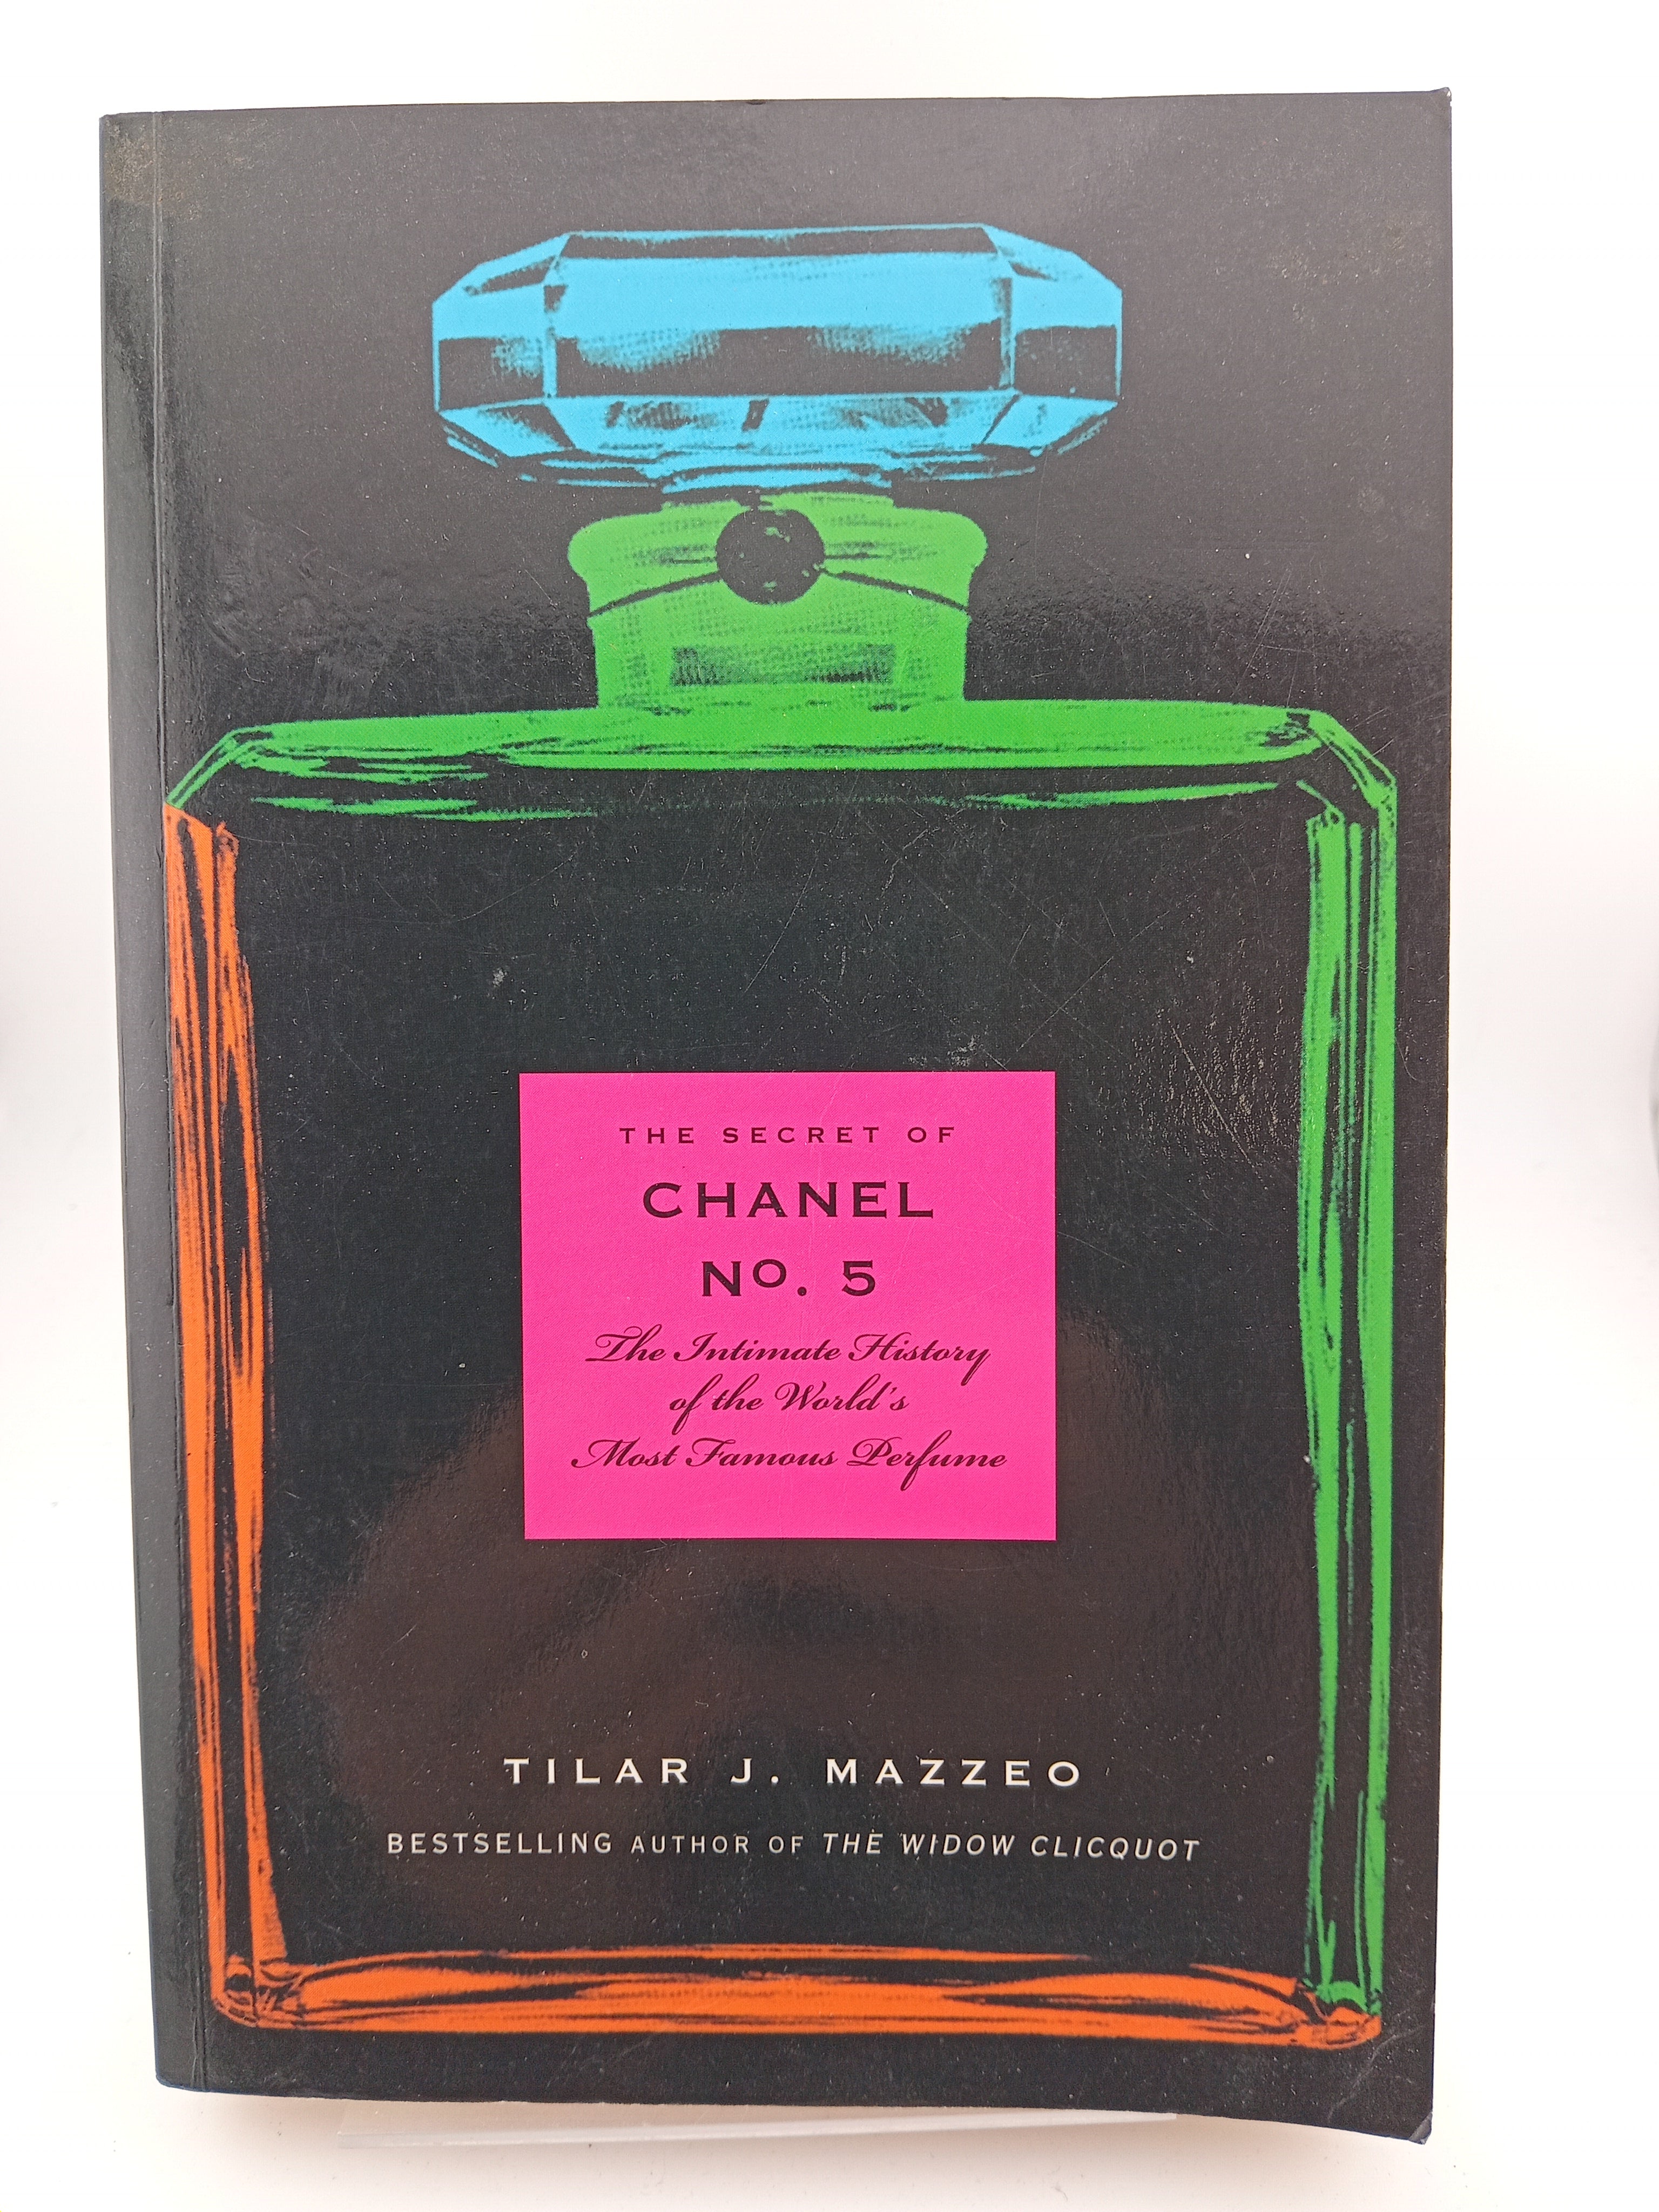 THE SECRET OF
CHANEL
No. 5
The Intimate History
of the World's
Most Famous Perfume
TILAR J. MAZZEO
BESTSELLING AUTHOR OF THE WIDOW CLICQUOT